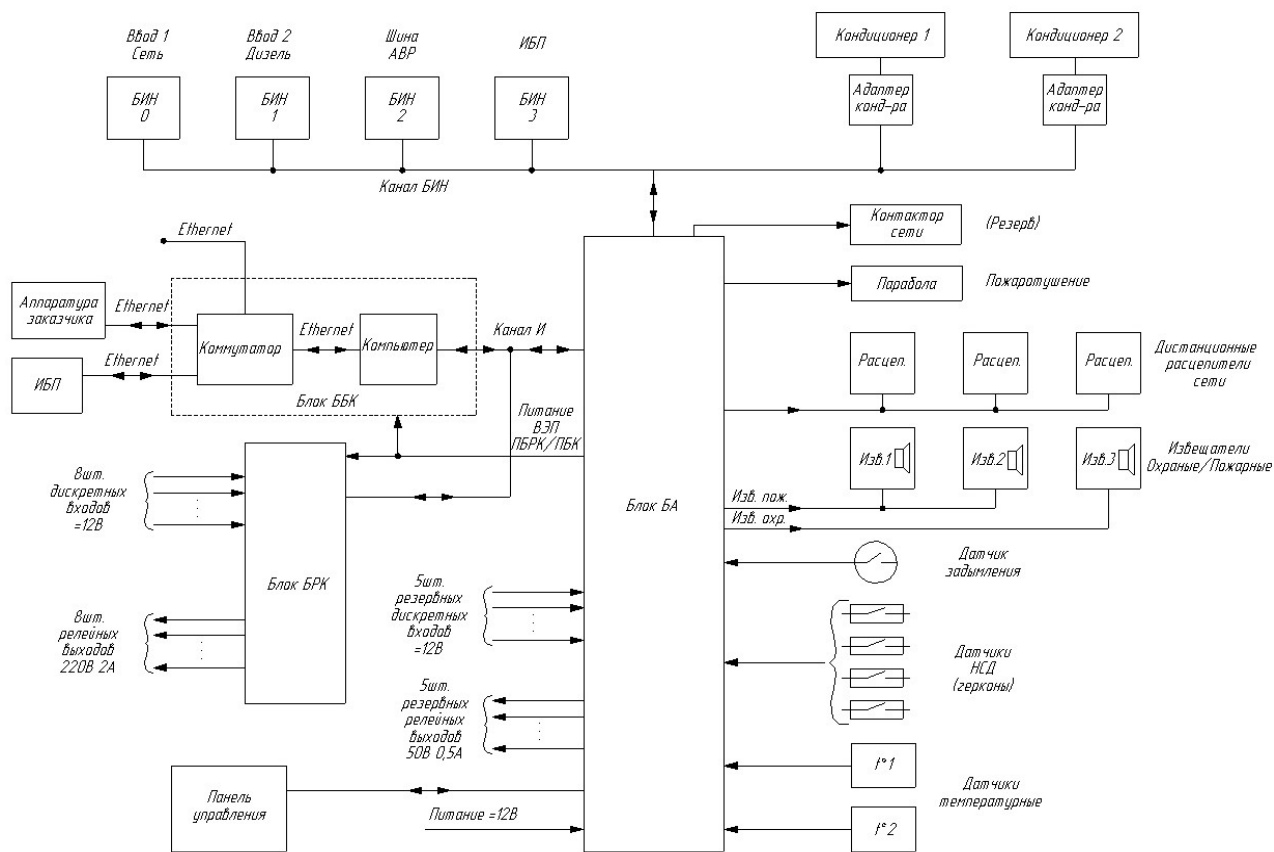 Ввод 1
Сеть
Ввод 2
Дизель
Шина
АВР
ИБП
Кондиционер 1
Кондиционер 2
БИН
0
БИН
1
БИН
2
БИН
3
Адаптер
конд-ра
Адаптер
конд-ра
Канал БИН
Контактор
сети
(Резерв)
Ethernet
Парабола
Пожаротушение
Аппаратура
заказчика
Ethernet
Коммутатор
Ethernet
Компьютер
Канал И
Ethernet
ИБП
Блок ББК
Расцеп.
Расцеп.
Расцеп.
Дистанционные
расцепители
сети
Питание
ВЭП
ПБРК/ПБК
Изв.1
Изв.2
Изв.3
Извещатели
Охраные/Пожарные
8шт.
дискретных
входов
=12В
Блок БА
Изв. пож.
Изв. охр.
Датчик
задымления
Блок БРК
5шт.
резервных
дискретных
входов
=12В
8шт.
релейных
выходов
220В 2А
Датчики
НСД
(герконы)
5шт.
резервных
релейных
выходов
50В 0,5А
t°1
Датчики
температурные
Панель
управления
Питание =12В
t°2